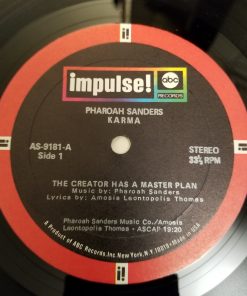 impulse! abc
RECORDS
PHAROAH SANDERS
KARMA
AS-9181-A
Side 1
STEREO
33⅓ RPM
THE CREATOR HAS A MASTER PLAN
Music by: Pharoah Sanders
Lyrics by: Amosis Leontopolis Thomas
Pharoah Sanders Music Co./Amosis
Leontopolis Thomas - ASCAP 19:20
A Product of ABC Records, Inc. New York, N.Y. 10019 • Made in USA